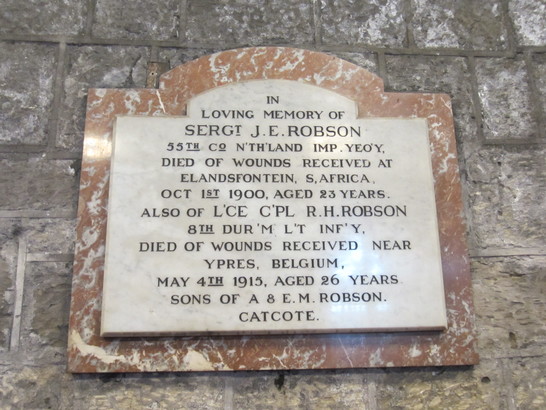 IN
LOVING MEMORY OF
SERGT J.E.ROBSON
55TH CO N'TH'LAND IMP. YEO'Y,
DIED OF WOUNDS RECEIVED AT
ELANDSFONTEIN, S,AFRICA,
OCT 1ST 1900, AGED 23 YEARS.
ALSO OF L'CE C'PL R.H.ROBSON
8TH DUR'M L'T INF'Y,
DIED OF WOUNDS RECEIVED NEAR
YPRES, BELGIUM,
MAY 4TH 1915, AGED 26 YEARS
SONS OF A & E.M. ROBSON.
CATCOTE.